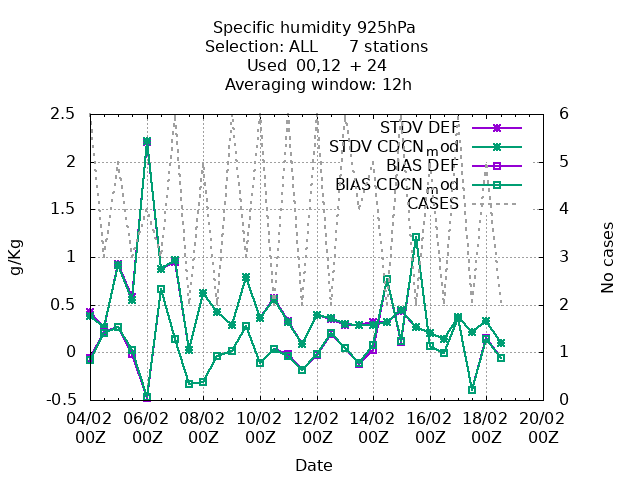 Specific humidity 925hPa
Selection: ALL 7 stations
Used 00,12 + 24
Averaging window: 12h
2.5
2
1.5
1
0.5
0
-0.5
6
5
4
3
2
1
0
STDV DEF
STDV CDCN_mod
BIAS DEF
BIAS CDCN_mod
CASES
g/Kg
No cases
04/02 06/02 08/02 10/02 12/02 14/02 16/02 18/02 20/02
00Z 00Z 00Z 00Z 00Z 00Z 00Z 00Z 00Z
Date